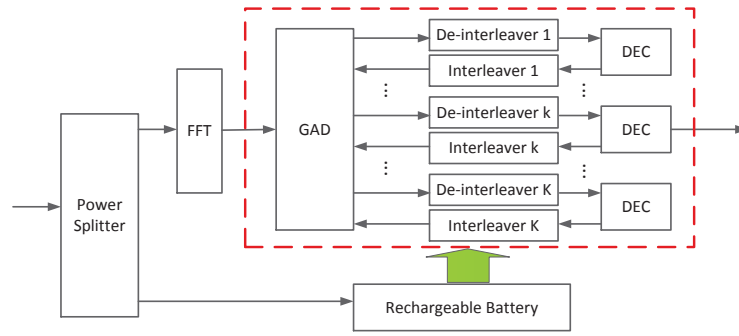 De-interleaver 1
DEC
Interleaver 1
...
...
FFT
GAD
De-interleaver k
DEC
Interleaver k
...
...
Power
Splitter
De-interleaver K
DEC
Interleaver K
Rechargeable Battery